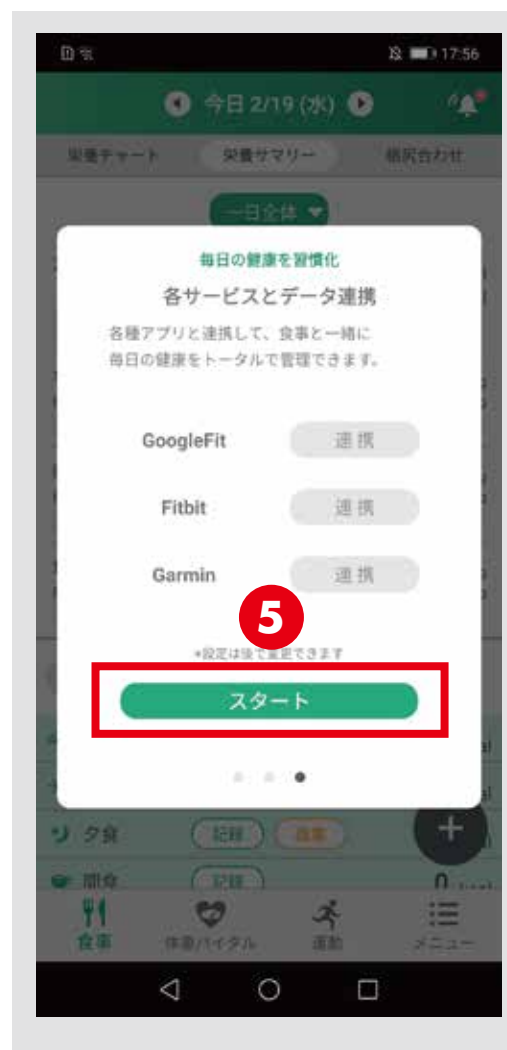 17:56
今日 2/19 (水)
栄養チャート 栄養サマリー 帳尻合わせ
一日全体
毎日の健康を習慣化
各サービスとデータ連携
各種アプリと連携して、食事と一緒に
毎日の健康をトータルで管理できます。
GoogleFit 連携
Fitbit 連携
Garmin 連携
5
*設定は後で変更できます
スタート
夕食 記録
+
間食 記録 0
食事 体重/バイタル 運動 メニュー